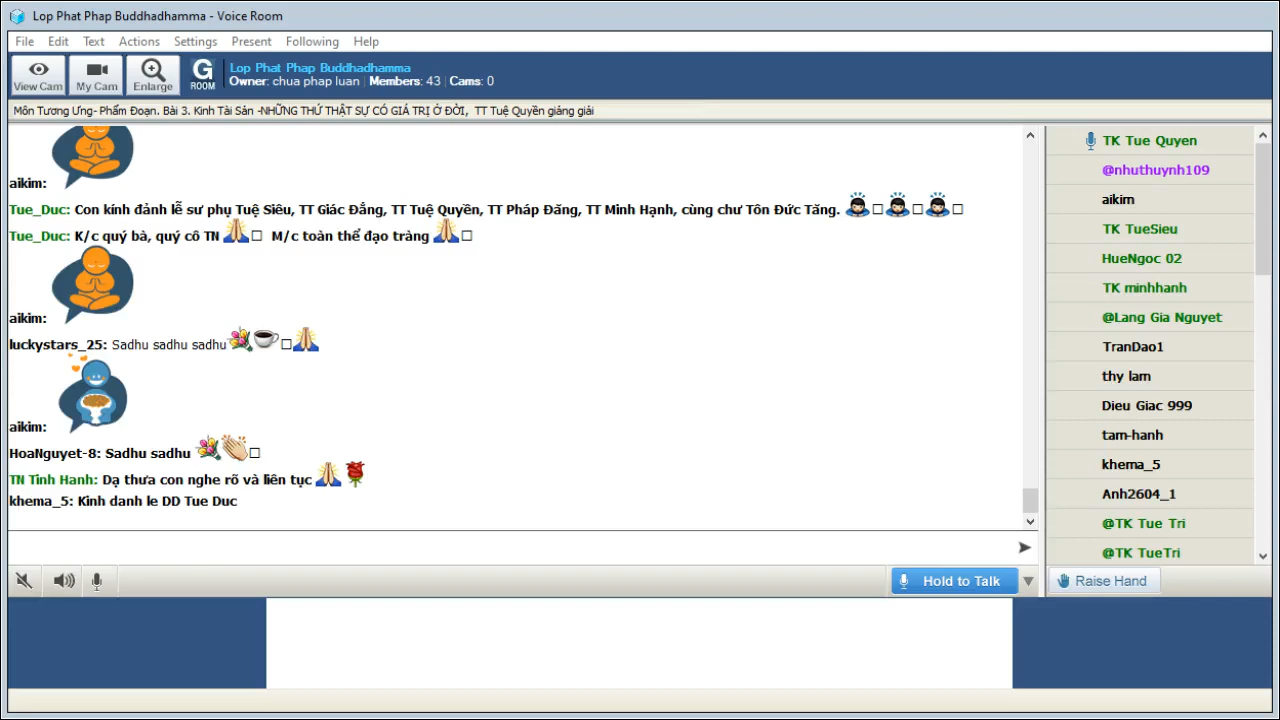 Lop Phat Phap Buddhadhamma - Voice Room
File Edit Text Actions Settings Present Following Help
View Cam My Cam Enlarge G ROOM
Lop Phat Phap Buddhadhamma
Owner: chua phap luan | Members: 43 | Cams: 0
Môn Tương Ưng- Phẩm Đoạn. Bài 3. Kinh Tài Sản -NHỮNG THỨ THẬT SỰ CÓ GIÁ TRỊ Ở ĐỜI, TT Tuệ Quyền giảng giải
aikim:
Tue_Duc: Con kính đảnh lễ sư phụ Tuệ Siêu, TT Giác Đẳng, TT Tuệ Quyền, TT Pháp Đăng, TT Minh Hạnh, cùng chư Tôn Đức Tăng. 🙇🙇🙇
Tue_Duc: K/c quý bà, quý cô TN 🙏 M/c toàn thể đạo tràng 🙏
aikim:
luckystars_25: Sadhu sadhu sadhu💐☕🙏
aikim:
HoaNguyet-8: Sadhu sadhu 💐👏
TN Tinh Hanh: Dạ thưa con nghe rõ và liên tục 🙏🌹
khema_5: Kinh danh le DD Tue Duc
TK Tue Quyen
@nhuthuynh109
aikim
TK TueSieu
HueNgoc 02
TK minhhanh
@Lang Gia Nguyet
TranDao1
thy lam
Dieu Giac 999
tam-hanh
khema_5
Anh2604_1
@TK Tue Tri
@TK TueTri
Hold to Talk
Raise Hand